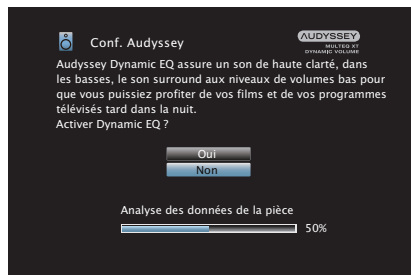 Conf. Audyssey
AUDYSSEY
MULTEQ XT
DYNAMIC VOLUME
Audyssey Dynamic EQ assure un son de haute clarté, dans
les basses, le son surround aux niveaux de volumes bas pour
que vous puissiez profiter de vos films et de vos programmes
télévisés tard dans la nuit.
Activer Dynamic EQ ?
Oui
Non
Analyse des données de la pièce
50%